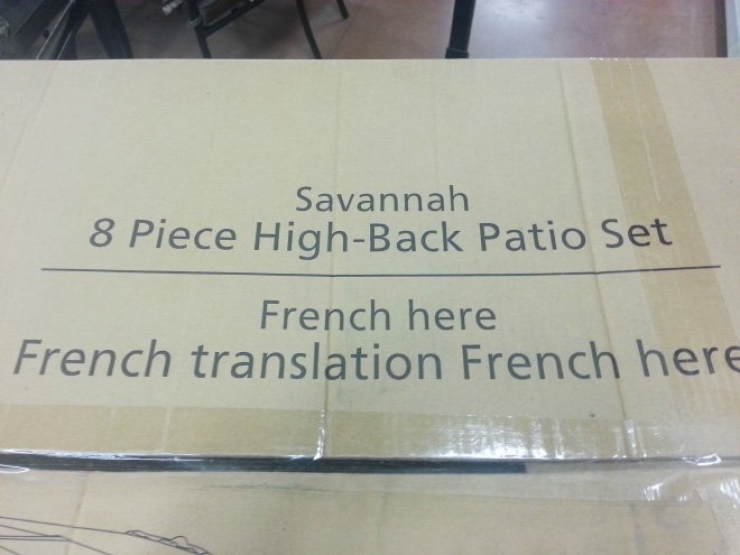 Savannah
8 Piece High-Back Patio Set
French here
French translation French here